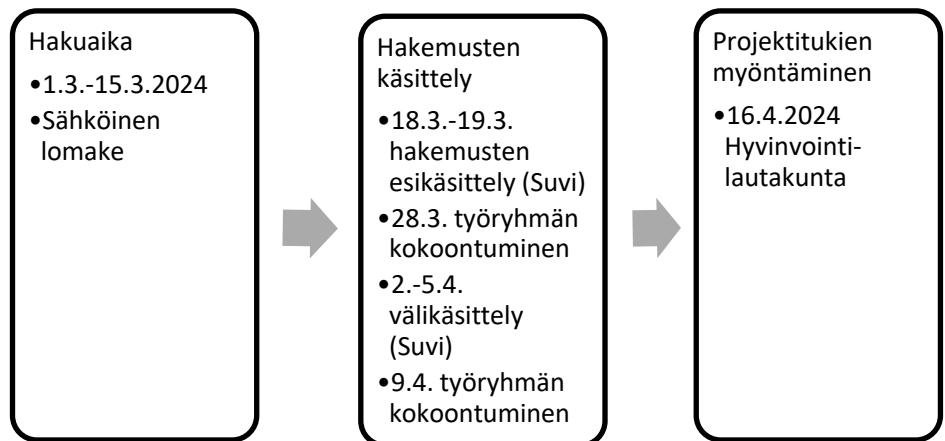 Hakuaika
•1.3.-15.3.2024
•Sähköinen
lomake
Hakemusten
käsittely
•18.3.-19.3.
hakemusten
esikäsittely (Suvi)
•28.3. työryhmän
kokoontuminen
•2.-5.4.
välikäsittely
(Suvi)
•9.4. työryhmän
kokoontuminen
Projektitukien
myöntäminen
•16.4.2024
Hyvinvointi-
lautakunta